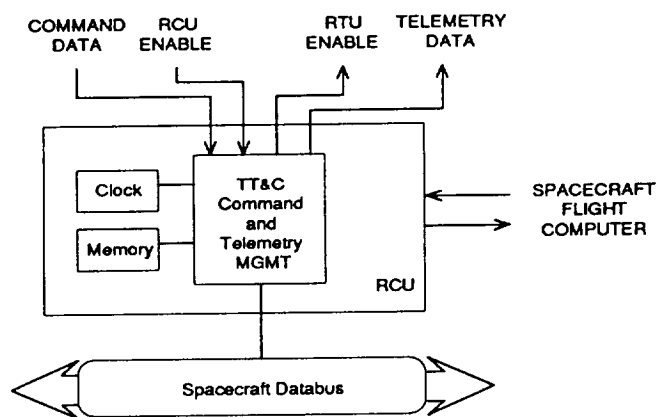 COMMAND
DATA
RCU
ENABLE
RTU
ENABLE
TELEMETRY
DATA
Clock
Memory
TT&C
Command
and
Telemetry
MGMT
RCU
SPACECRAFT
FLIGHT
COMPUTER
Spacecraft Databus